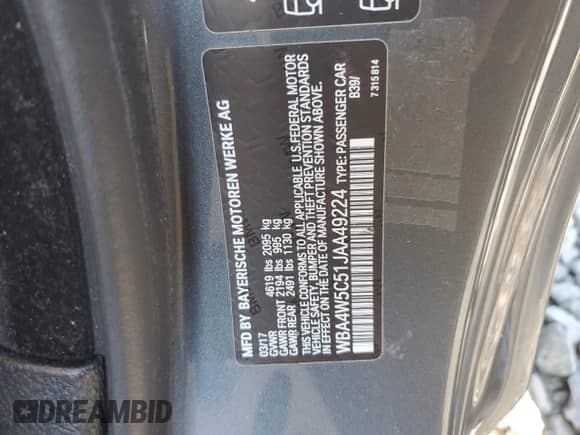 MFD BY BAYERISCHE MOTOREN WERKE AG
03/17
GVWR 4619 lbs 2095 kg
GAWR FRONT 2194 lbs 995 kg
GAWR REAR 2491 lbs 1130 kg
THIS VEHICLE CONFORMS TO ALL APPLICABLE U.S. FEDERAL MOTOR
VEHICLE SAFETY, BUMPER AND THEFT PREVENTION STANDARDS
IN EFFECT ON THE DATE OF MANUFACTURE SHOWN ABOVE.
WBA4W5C51JAA49224 TYPE: PASSENGER CAR
B39/
7315814
DREAMBID